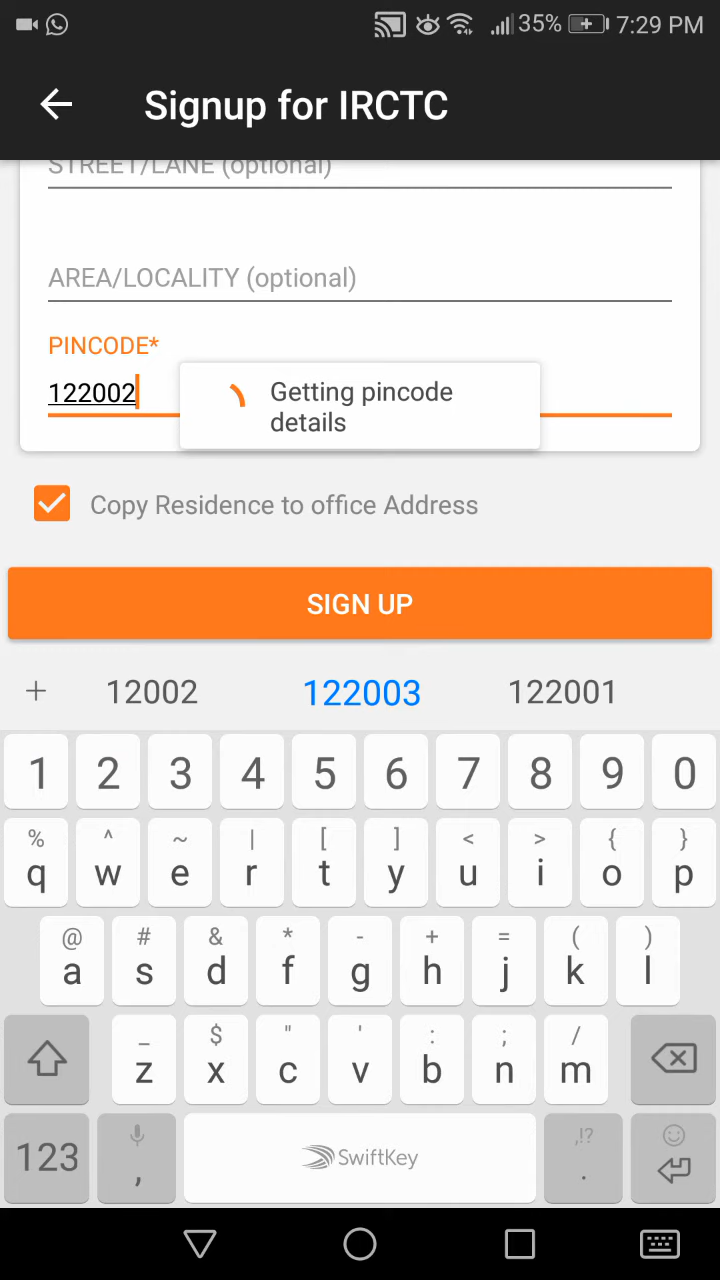 35% 7:29 PM
Signup for IRCTC
STREET/LANE (optional)
AREA/LOCALITY (optional)
PINCODE*
122002
Getting pincode
details
Copy Residence to office Address
SIGN UP
+ 12002 122003 122001
1 2 3 4 5 6 7 8 9 0
% ^ ~ | [ ] < > { }
q w e r t y u i o p
@ # & * - + = ( )
a s d f g h j k l
_ $ " ' : ; /
z x c v b n m
,!?
123 , SwiftKey .